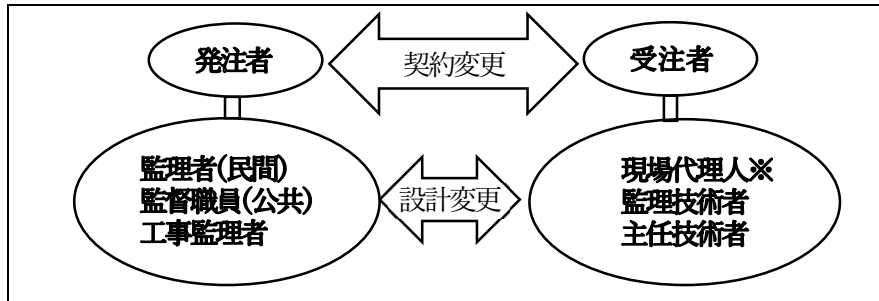 発注者
契約変更
受注者
監理者(民間)
監督職員(公共)
工事監理者
設計変更
現場代理人※
監理技術者
主任技術者